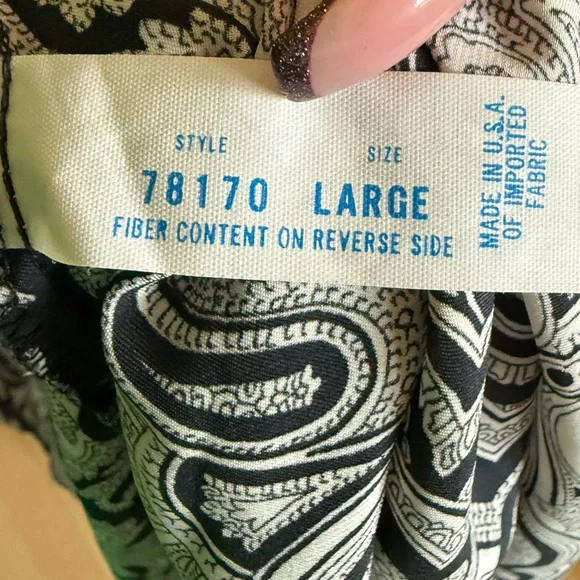 STYLE SIZE
78170 LARGE
FIBER CONTENT ON REVERSE SIDE
MADE IN U.S.A.
OF IMPORTED
FABRIC